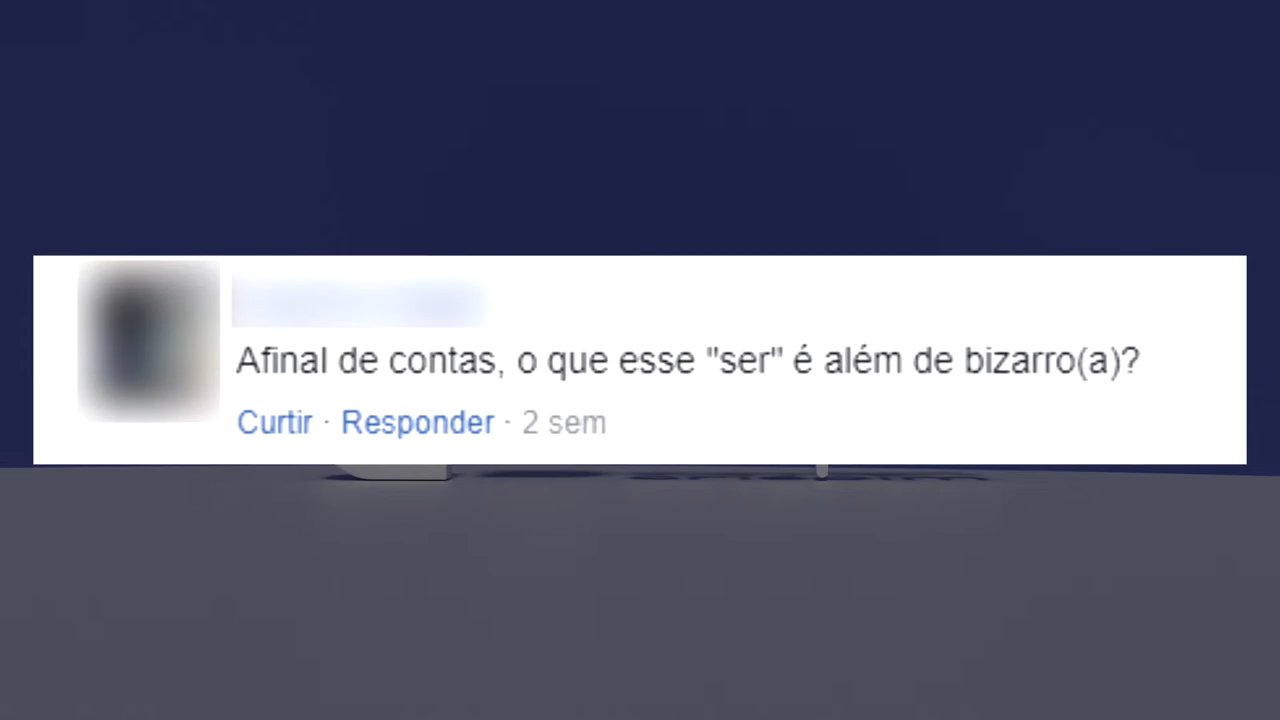 Afinal de contas, o que esse "ser" é além de bizarro(a)?
Curtir · Responder · 2 sem